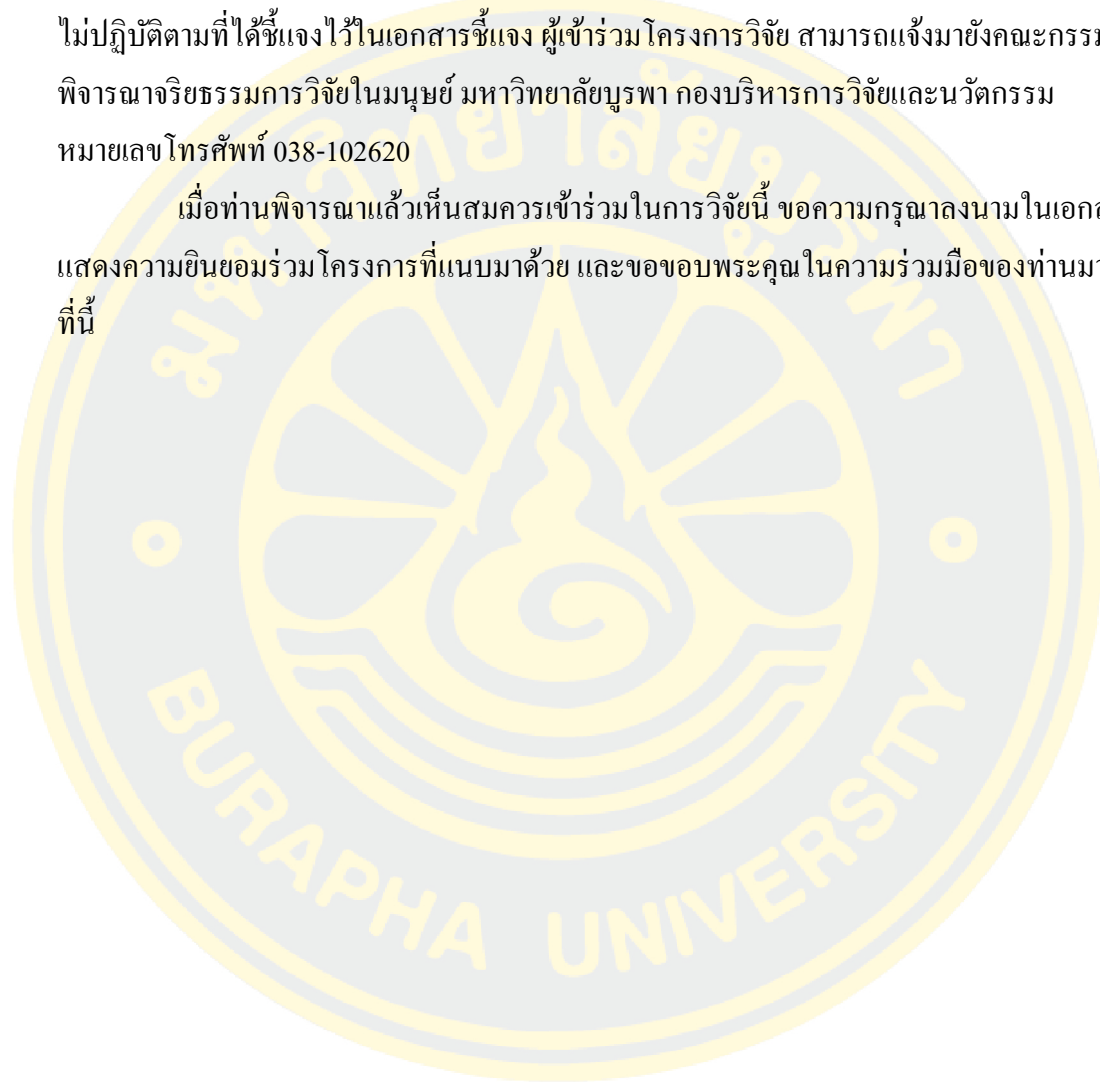 ไม่ปฏิบัติตามที่ได้ชี้แจงไว้ในเอกสารชี้แจง ผู้เข้าร่วมโครงการวิจัย สามารถแจ้งมายังคณะกรรม
พิจารณาจริยธรรมการวิจัยในมนุษย์ มหาวิทยาลัยบูรพา กองบริหารการวิจัยและนวัตกรรม
หมายเลขโทรศัพท์ 038-102620
เมื่อท่านพิจารณาแล้วเห็นสมควรเข้าร่วมในการวิจัยนี้ ขอความกรุณาลงนามในเอก
แสดงความยินยอมร่วมโครงการที่แนบมาด้วย และขอขอบพระคุณในความร่วมมือของท่านมา
ที่นี้
มหาวิทยาลัยบูรพา
BURAPHA UNIVERSITY